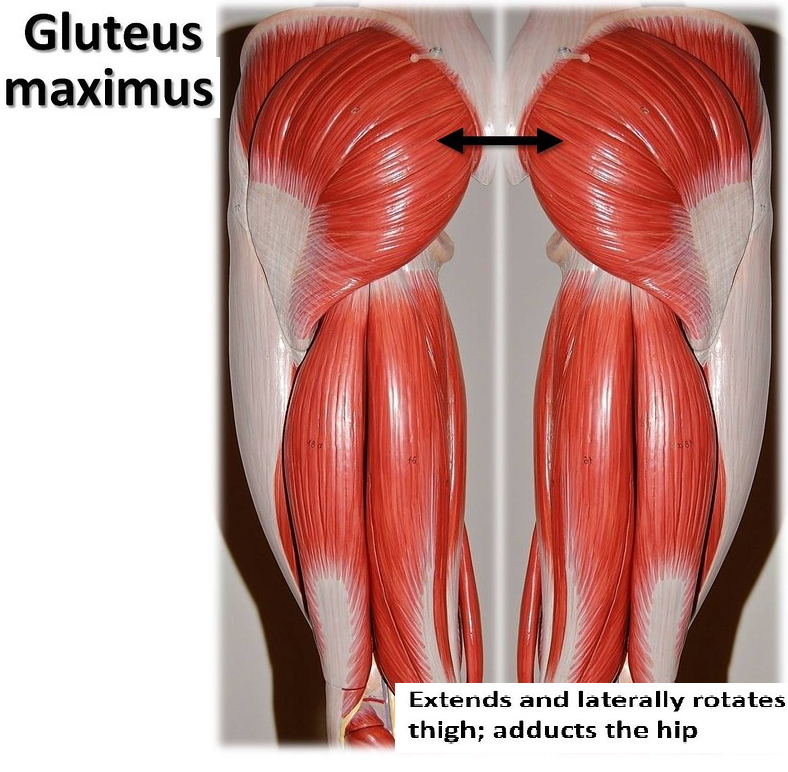 Gluteus
maximus
Extends and laterally rotates
thigh; adducts the hip